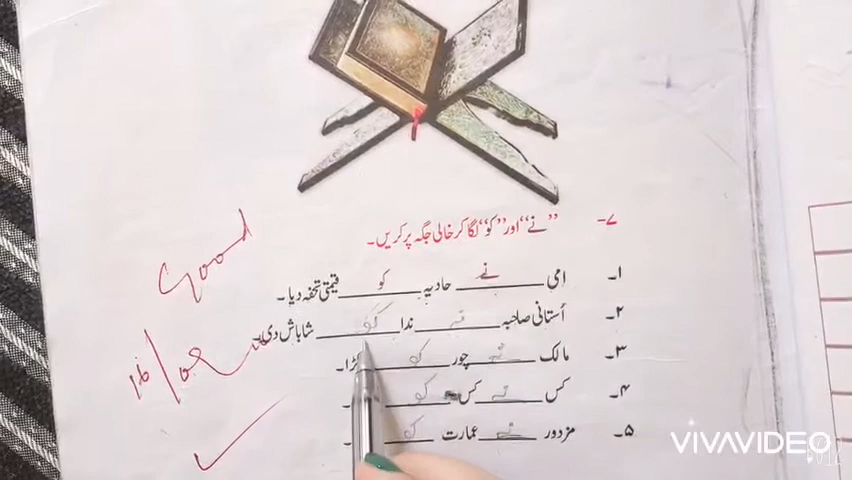 ۷- "نے" اور "کو" لگا کر خالی جگہ پر کریں۔
۱۔ امی نے حادیہ کو قیمتی تحفہ دیا۔
۲۔ اُستانی صاحبہ نے ندا کو شاباش دی۔
۳۔ مالک نے چور کو
۴۔ کس نے کس کو
۵۔ مزدور نے عمارت کو
Good
VIVAVIDEO